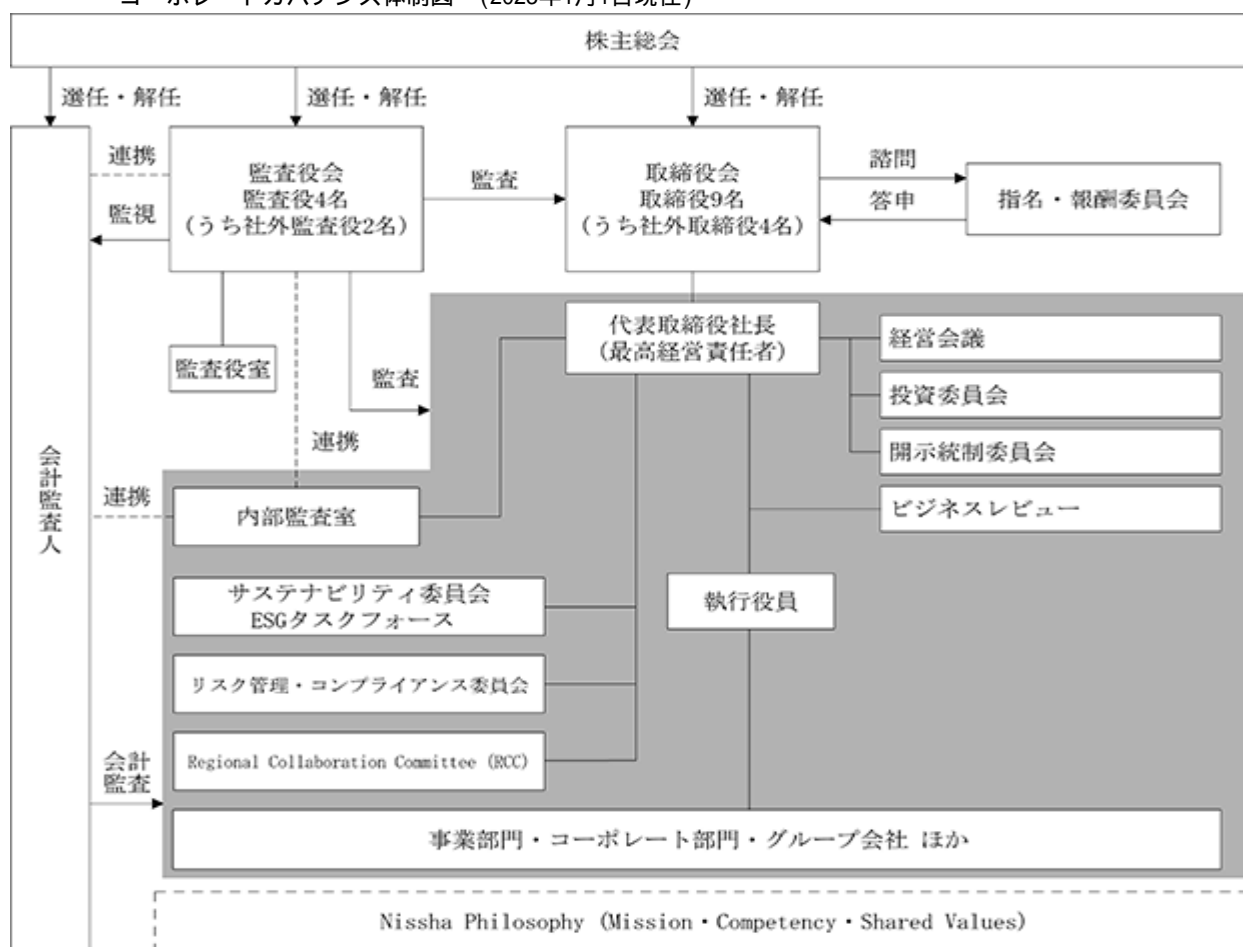 株主総会
選任・解任
選任・解任
選任・解任
連携
監視
監査役会
監査役4名
(うち社外監査役2名)
監査
取締役会
取締役9名
(うち社外取締役4名)
諮問
答申
指名・報酬委員会
監査役室
監査
連携
代表取締役社長
(最高経営責任者)
経営会議
投資委員会
開示統制委員会
ビジネスレビュー
会計監査人
連携
内部監査室
サステナビリティ委員会
ESGタスクフォース
執行役員
リスク管理・コンプライアンス委員会
Regional Collaboration Committee (RCC)
会計
監査
事業部門・コーポレート部門・グループ会社 ほか
Nissha Philosophy (Mission・Competency・Shared Values)